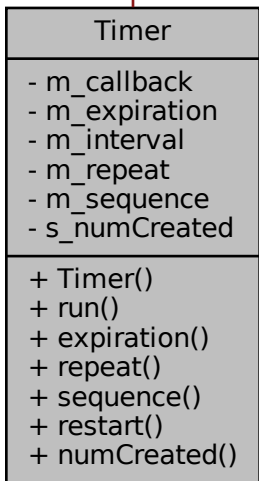 Timer
- m_callback
- m_expiration
- m_interval
- m_repeat
- m_sequence
- s_numCreated
+ Timer()
+ run()
+ expiration()
+ repeat()
+ sequence()
+ restart()
+ numCreated()